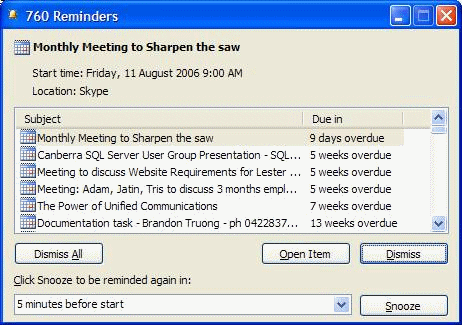 760 Reminders
Monthly Meeting to Sharpen the saw
Start time: Friday, 11 August 2006 9:00 AM
Location: Skype
Subject Due in
Monthly Meeting to Sharpen the saw 9 days overdue
Canberra SQL Server User Group Presentation - SQL... 5 weeks overdue
Meeting to discuss Website Requirements for Lester ... 5 weeks overdue
Meeting: Adam, Jatin, Tris to discuss 3 months empl... 5 weeks overdue
The Power of Unified Communications 7 weeks overdue
Documentation task - Brandon Truong - ph 0422837... 13 weeks overdue
Dismiss All Open Item Dismiss
Click Snooze to be reminded again in:
5 minutes before start Snooze